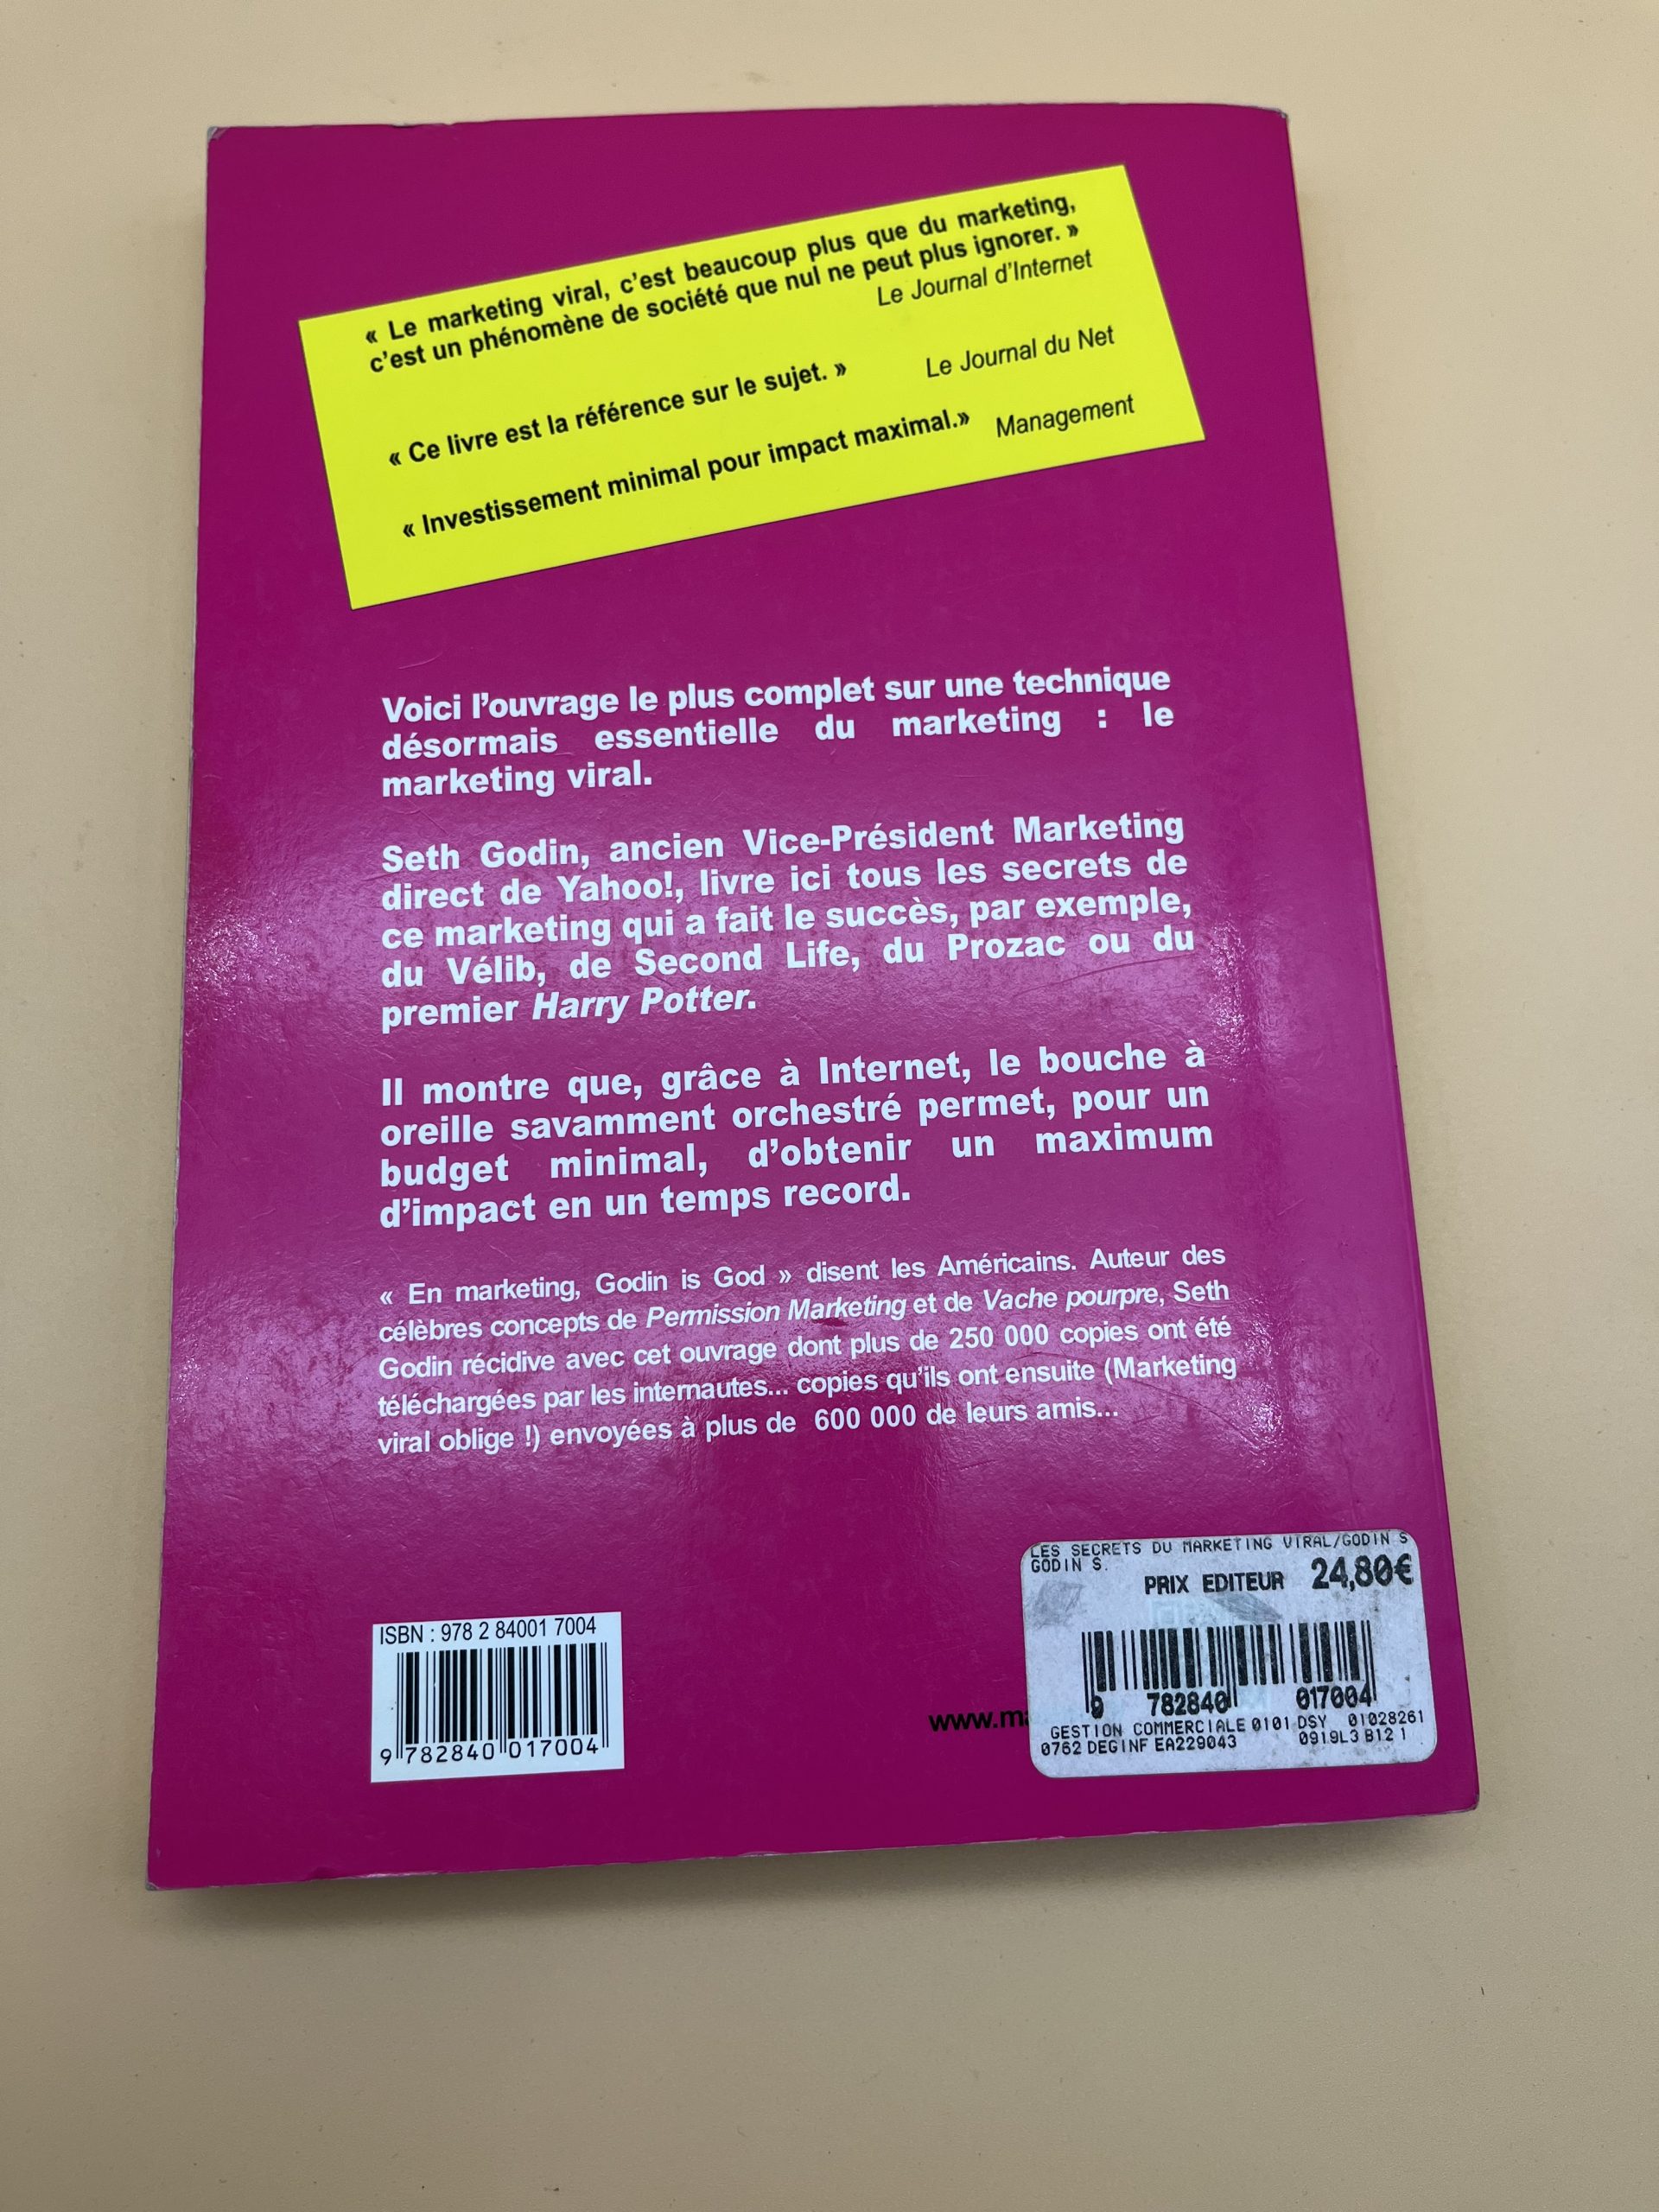 « Le marketing viral, c'est beaucoup plus que du marketing,
c'est un phénomène de société que nul ne peut plus ignorer. »
Le Journal d'Internet
« Ce livre est la référence sur le sujet. » Le Journal du Net
« Investissement minimal pour impact maximal.» Management
Voici l'ouvrage le plus complet sur une technique
désormais essentielle du marketing : le
marketing viral.
Seth Godin, ancien Vice-Président Marketing
direct de Yahoo!, livre ici tous les secrets de
ce marketing qui a fait le succès, par exemple,
du Vélib, de Second Life, du Prozac ou du
premier Harry Potter.
Il montre que, grâce à Internet, le bouche à
oreille savamment orchestré permet, pour un
budget minimal, d'obtenir un maximum
d'impact en un temps record.
« En marketing, Godin is God » disent les Américains. Auteur des
célèbres concepts de Permission Marketing et de Vache pourpre, Seth
Godin récidive avec cet ouvrage dont plus de 250 000 copies ont été
téléchargées par les internautes... copies qu'ils ont ensuite (Marketing
viral oblige !) envoyées à plus de 600 000 de leurs amis...
ISBN : 978 2 84001 7004
9 782840 017004
www.ma
LES SECRETS DU MARKETING VIRAL/GODIN S
GODIN S.
PRIX EDITEUR 24,80€
9 782840 017004
GESTION COMMERCIALE 0101 DSY 01028261
0762 DEGINF EA229043 0919L3 B12 1